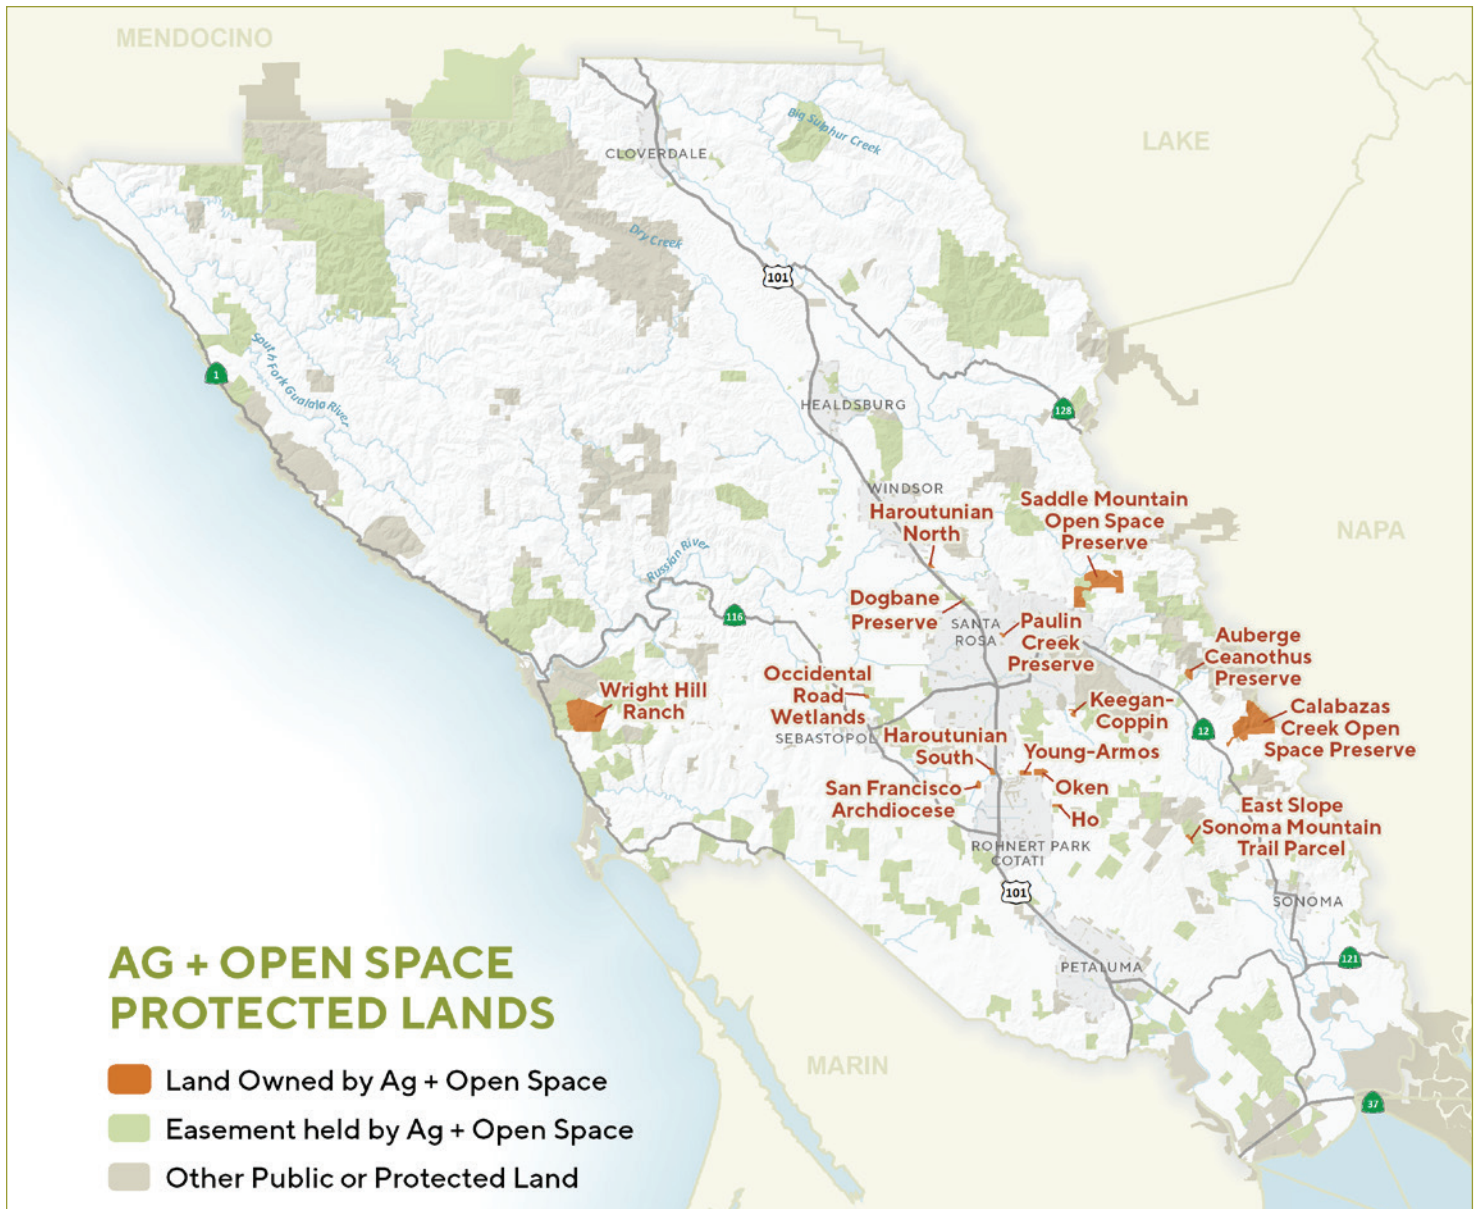 MENDOCINO
LAKE
Big Sulphur Creek
CLOVERDALE
Dry Creek
101
South Fork Gualala River
1
128
HEALDSBURG
WINDSOR
Haroutunian
North
Saddle Mountain
Open Space
Preserve
NAPA
Russian River
116
Dogbane
Preserve
SANTA
ROSA
Paulin
Creek
Preserve
Auberge
Ceanothus
Preserve
Wright Hill
Ranch
Occidental
Road
Wetlands
SEBASTOPOL
Keegan-
Coppin
12
Calabazas
Creek Open
Space Preserve
Haroutunian
South
Young-Armos
San Francisco
Archdiocese
Oken
Ho
East Slope
Sonoma Mountain
Trail Parcel
ROHNERT PARK
COTATI
101
SONOMA
PETALUMA
121
MARIN
37
AG + OPEN SPACE
PROTECTED LANDS
Land Owned by Ag + Open Space
Easement held by Ag + Open Space
Other Public or Protected Land